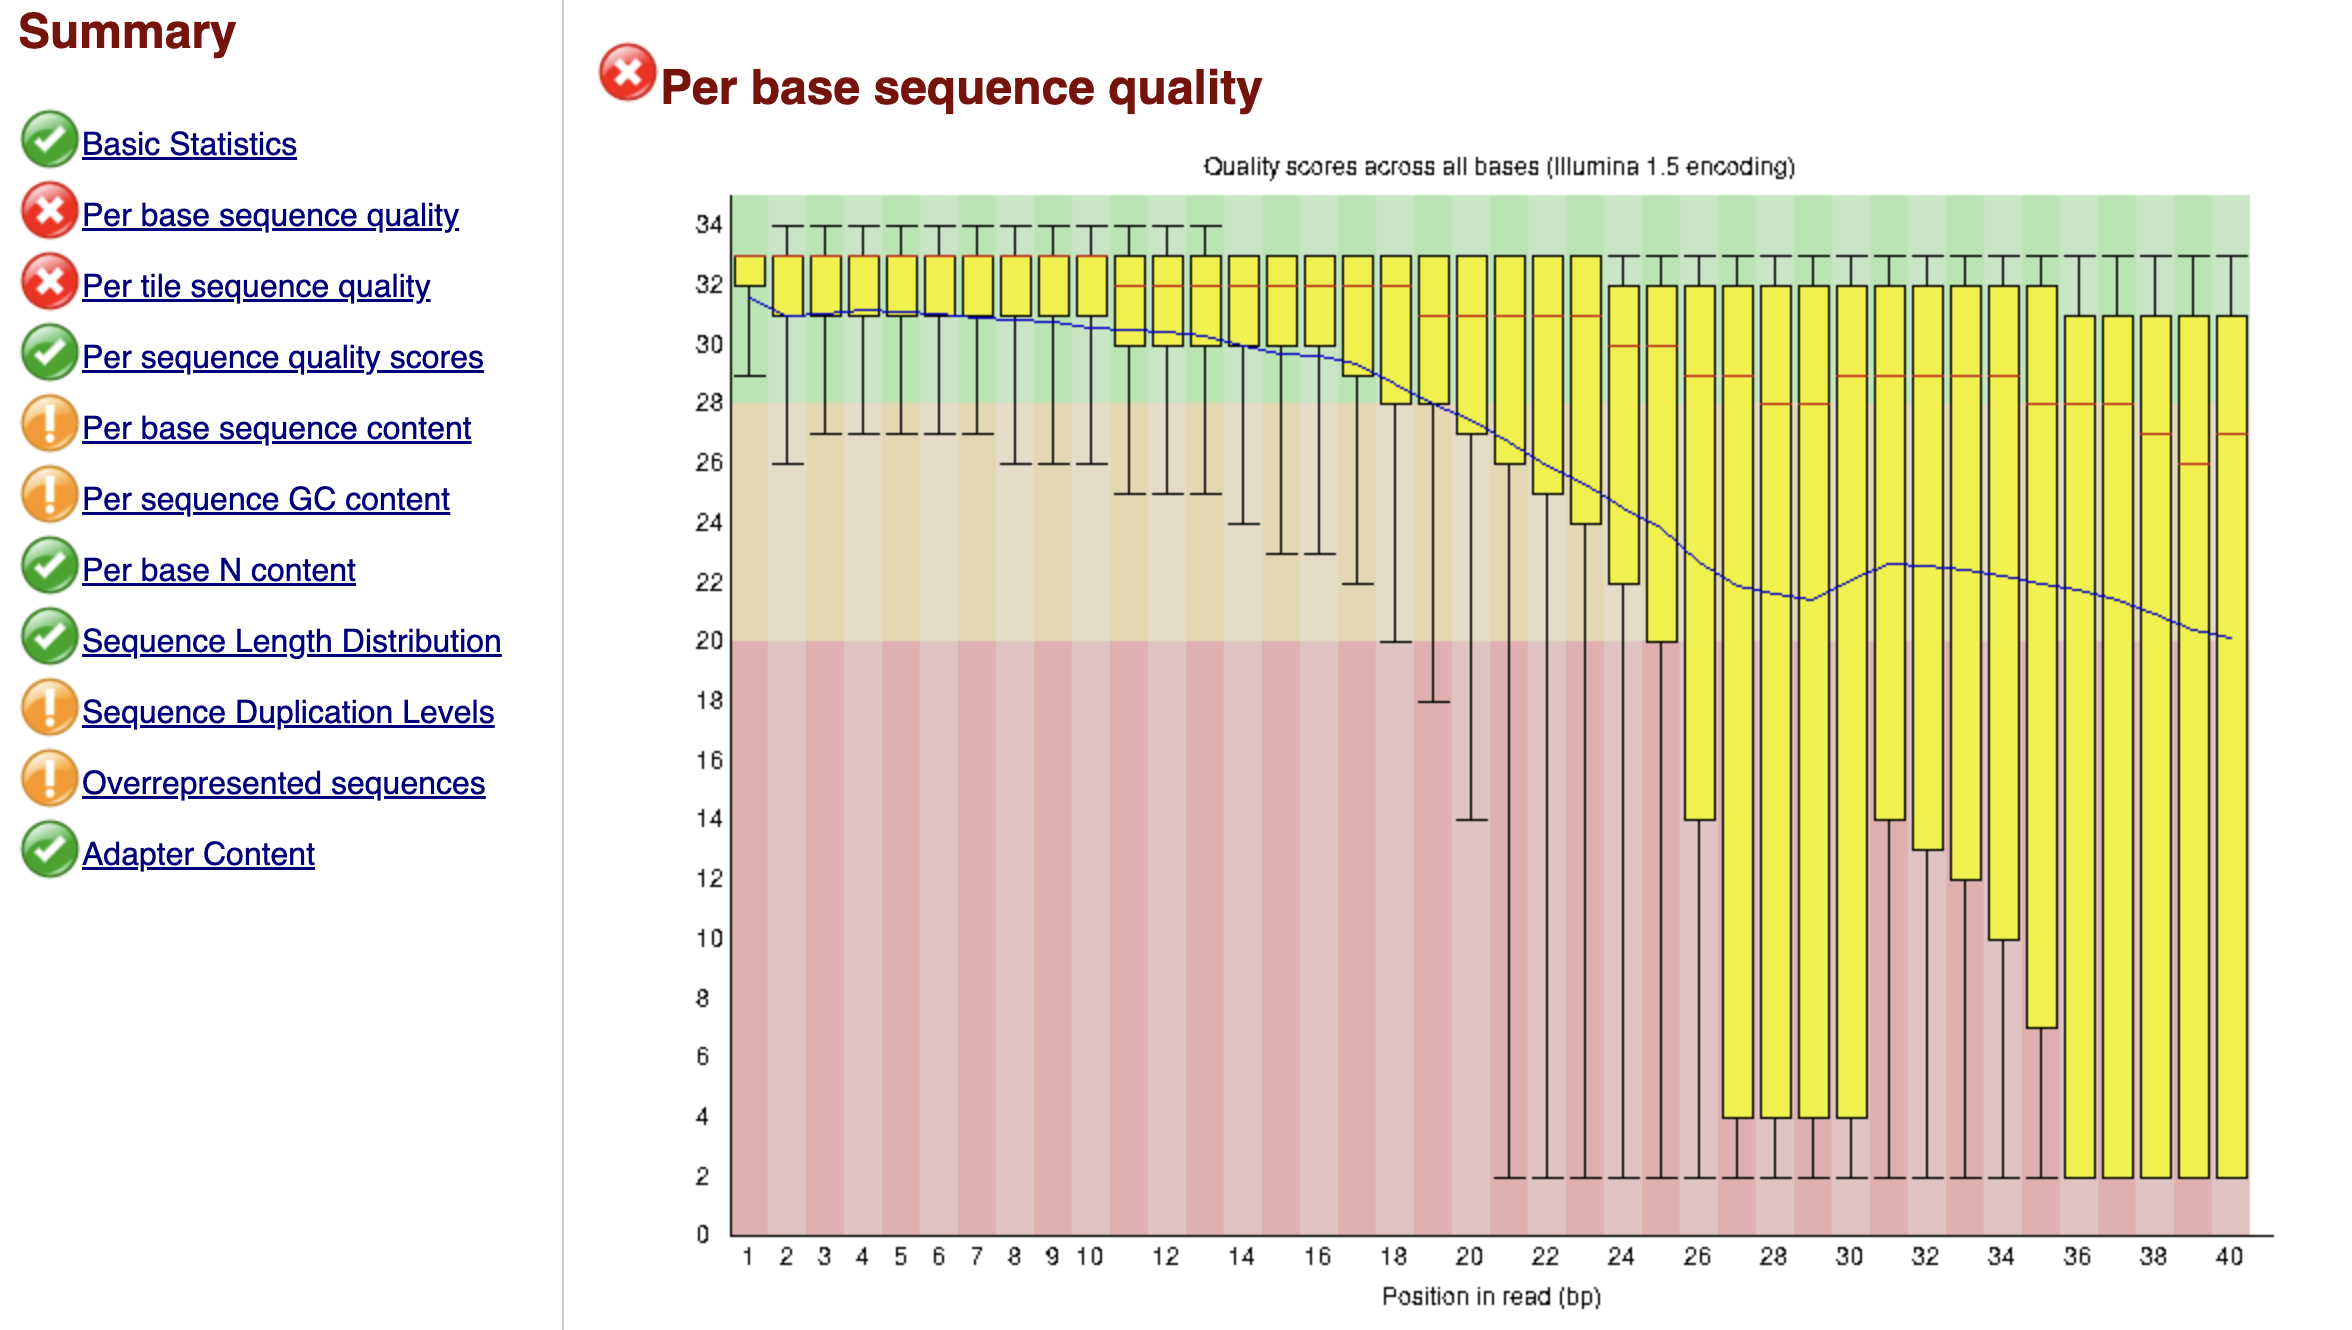 Summary
Basic Statistics
Per base sequence quality
Per tile sequence quality
Per sequence quality scores
Per base sequence content
Per sequence GC content
Per base N content
Sequence Length Distribution
Sequence Duplication Levels
Overrepresented sequences
Adapter Content
Per base sequence quality
Quality scores across all bases (Illumina 1.5 encoding)
34
32
30
28
26
24
22
20
18
16
14
12
10
8
6
4
2
0
1 2 3 4 5 6 7 8 9 10 12 14 16 18 20 22 24 26 28 30 32 34 36 38 40
Position in read (bp)